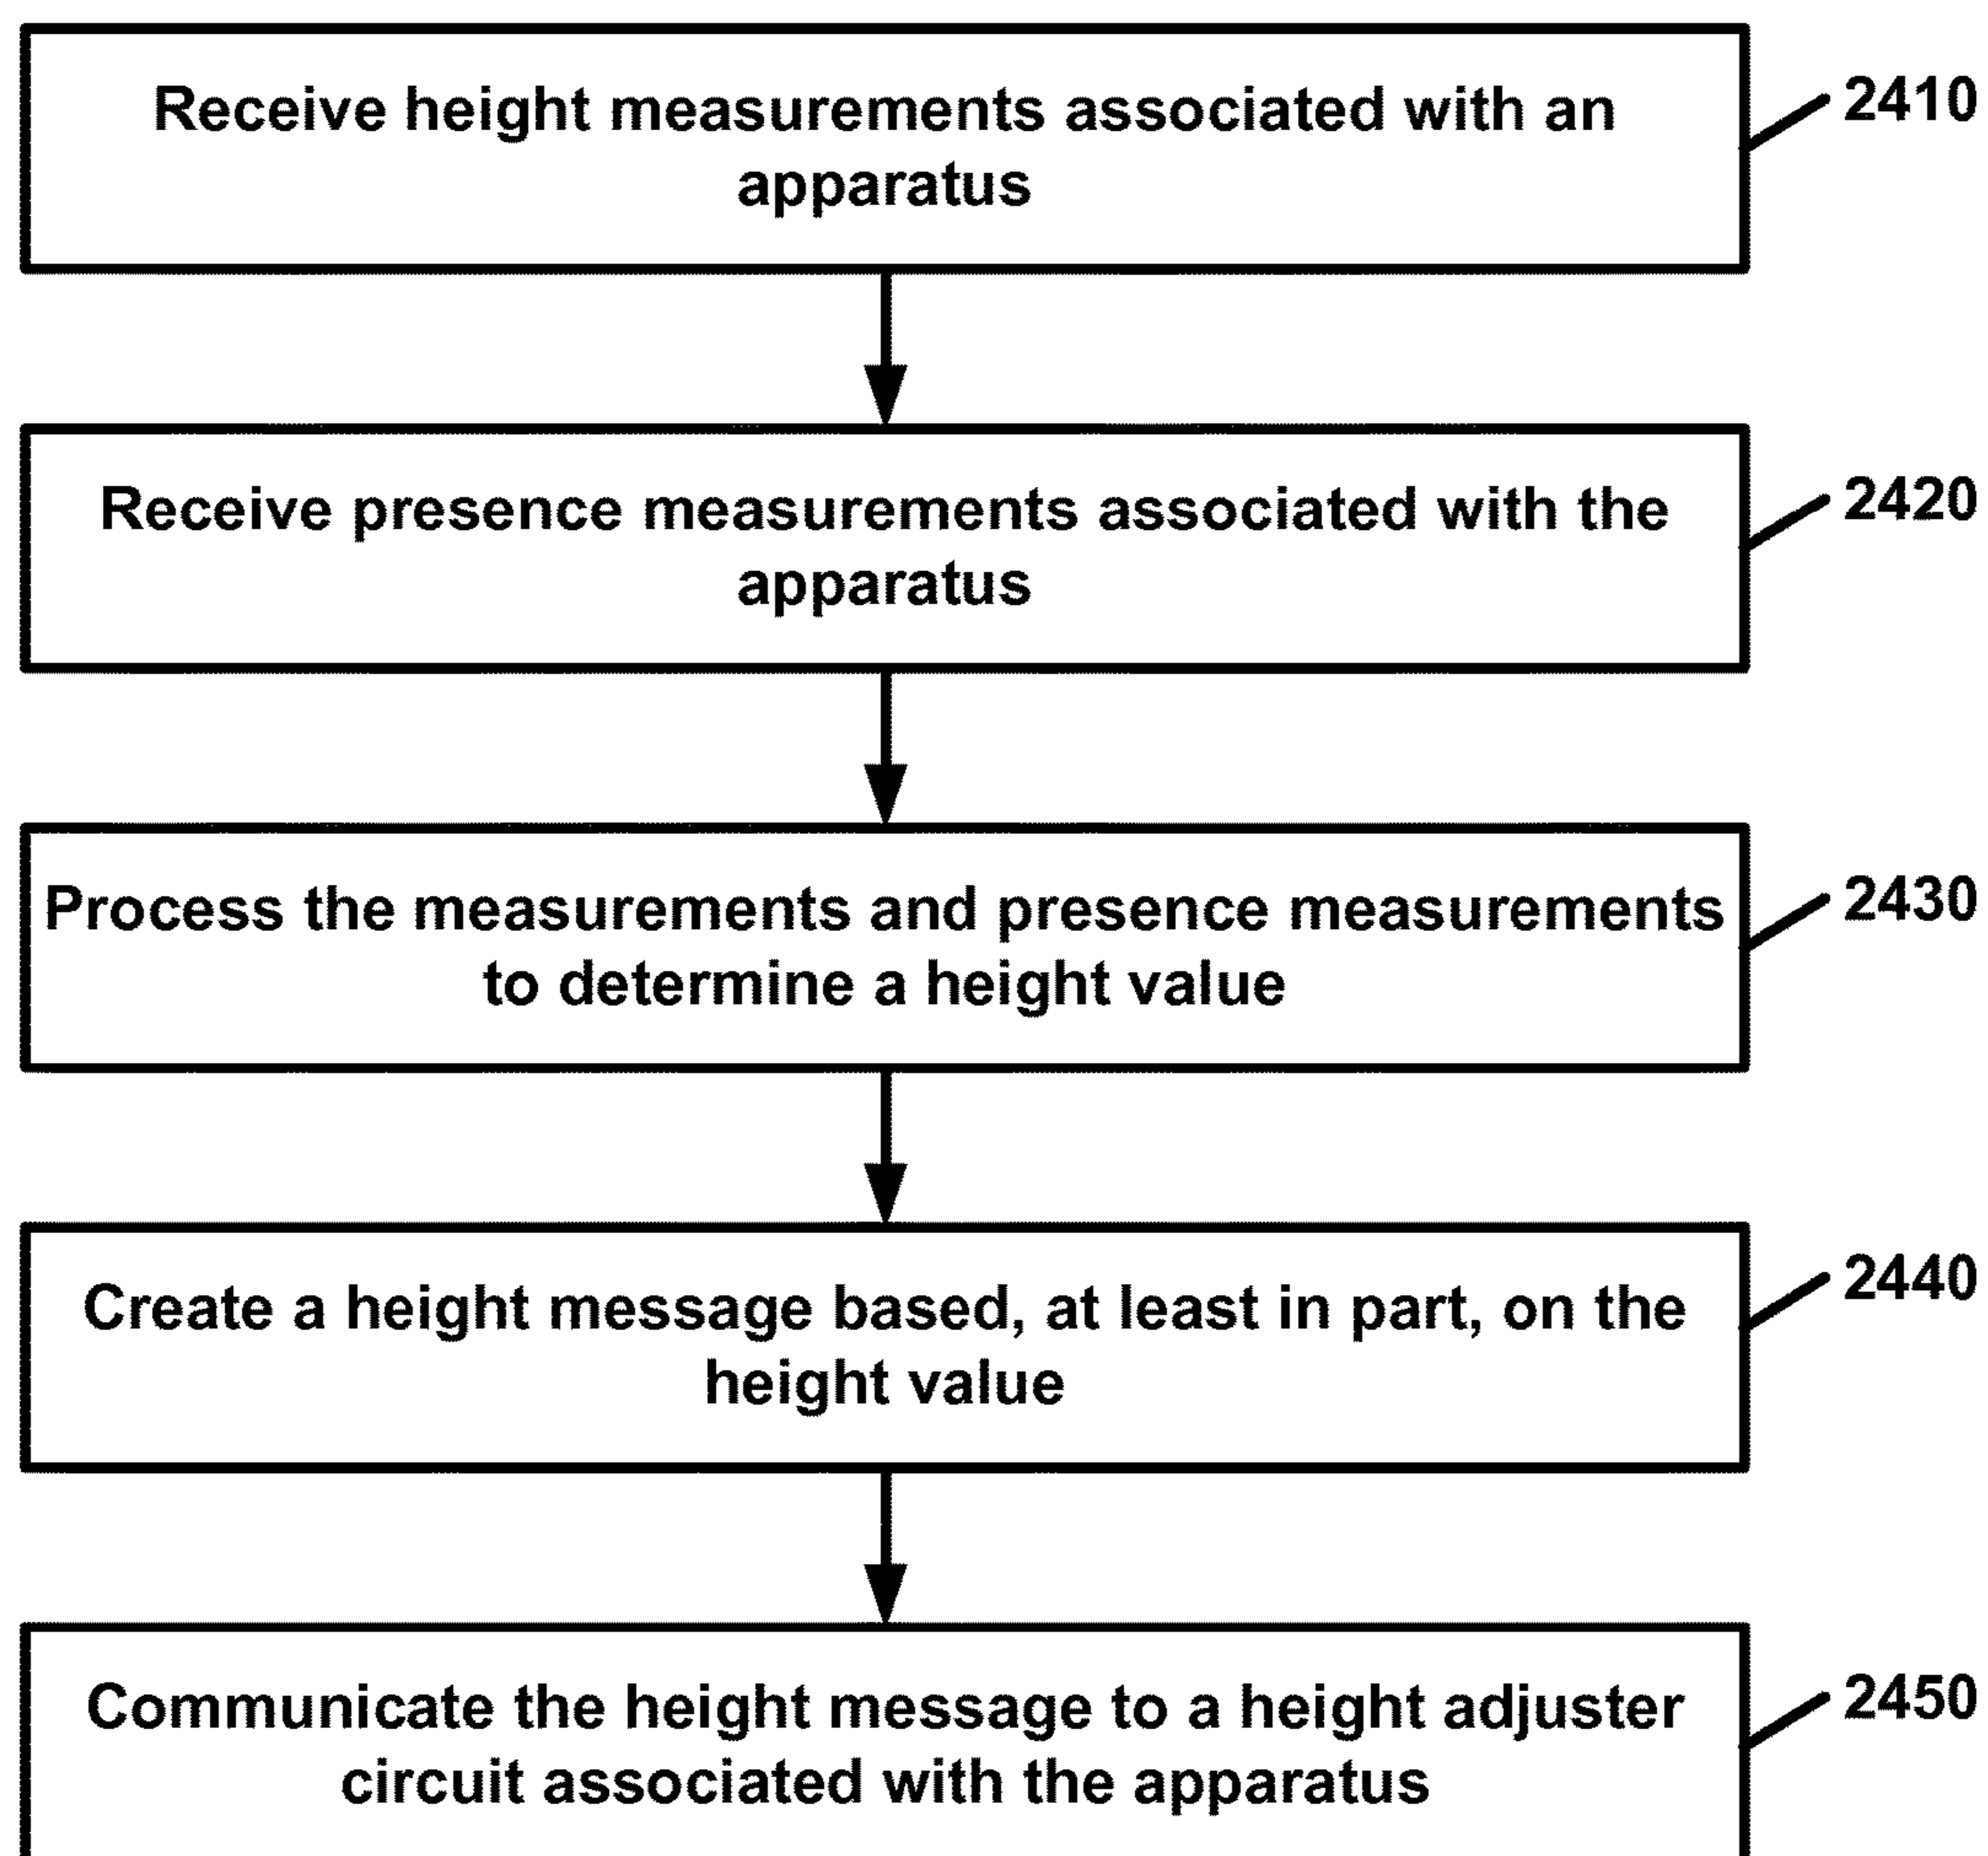 Receive height measurements associated with an
apparatus
2410
Receive presence measurements associated with the
apparatus
2420
Process the measurements and presence measurements
to determine a height value
2430
Create a height message based, at least in part, on the
height value
2440
Communicate the height message to a height adjuster
circuit associated with the apparatus
2450